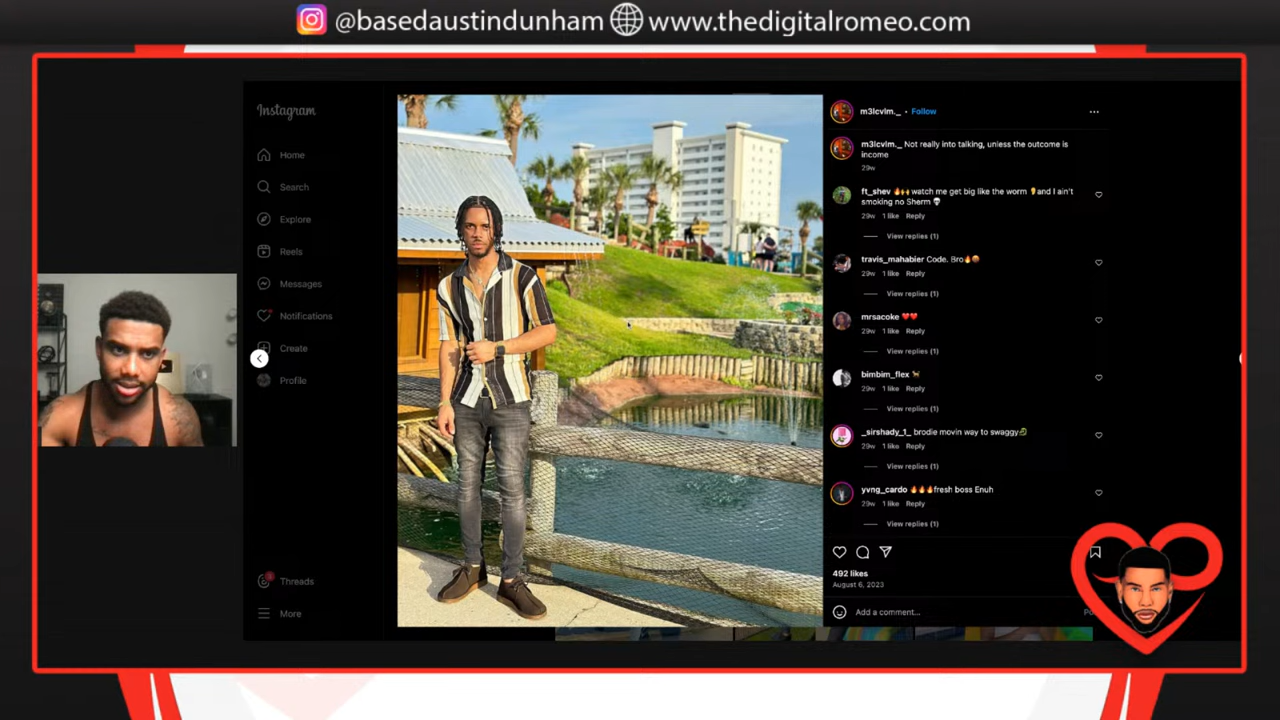 @basedaustindunham www.thedigitalromeo.com
Instagram
Home
Search
Explore
Reels
Messages
Notifications
Create
Profile
Threads
More
m3lcvlm._ • Follow
m3lcvlm._ Not really into talking, unless the outcome is
income
29w
ft_shev 🔥🙌 watch me get big like the worm 🪱and I ain't
smoking no Sherm 💀
29w 1 like Reply
View replies (1)
travis_mahabier Code. Bro🔥
29w 1 like Reply
View replies (1)
mrsacoke ❤️❤️
29w 1 like Reply
View replies (1)
bimbim_flex 🐕
29w 1 like Reply
View replies (1)
_sirshady_1_ brodie movin way to swaggy
29w 1 like Reply
View replies (1)
yvng_cardo 🔥🔥🔥fresh boss Enuh
29w 1 like Reply
View replies (1)
492 likes
August 6, 2023
Add a comment...